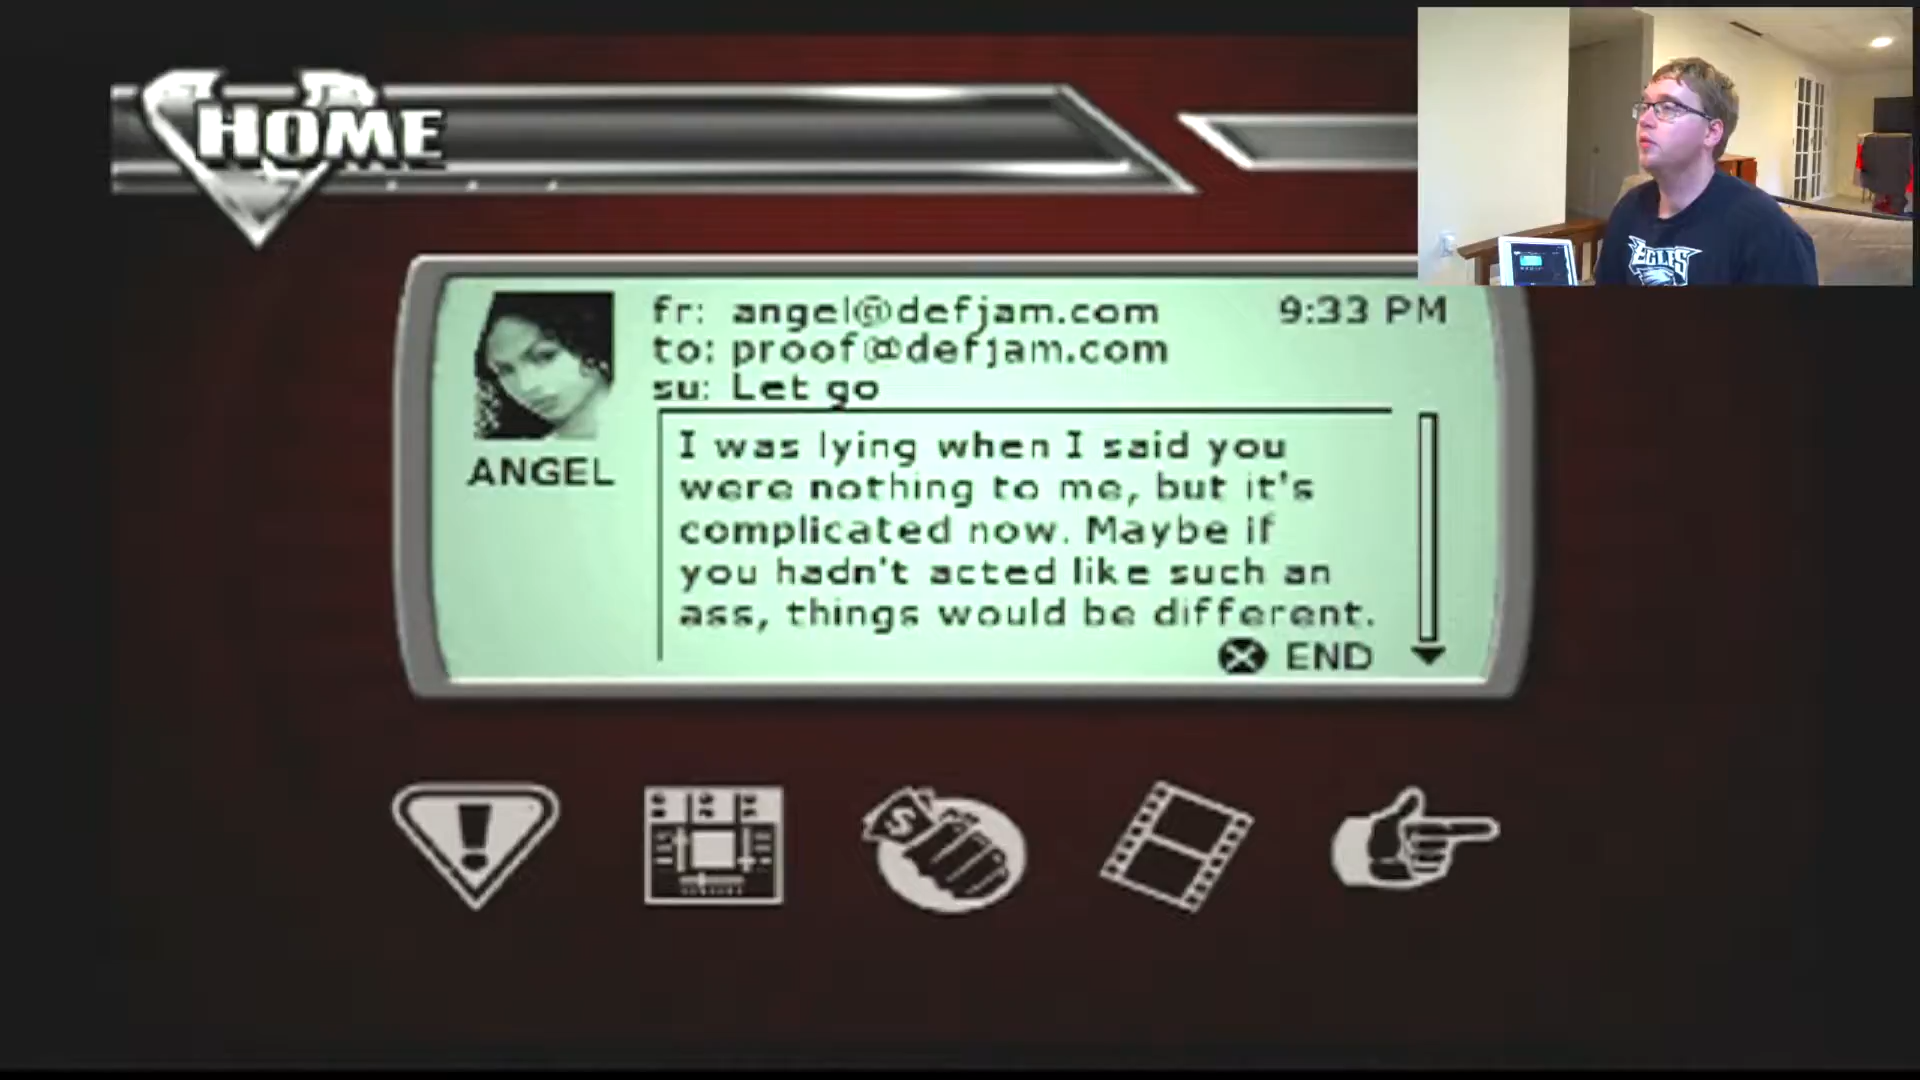 HOME
fr: angel@defjam.com 9:33 PM
to: proof@defjam.com
su: Let go
ANGEL
I was lying when I said you
were nothing to me, but it's
complicated now. Maybe if
you hadn't acted like such an
ass, things would be different.
END
!
$
EAGLES